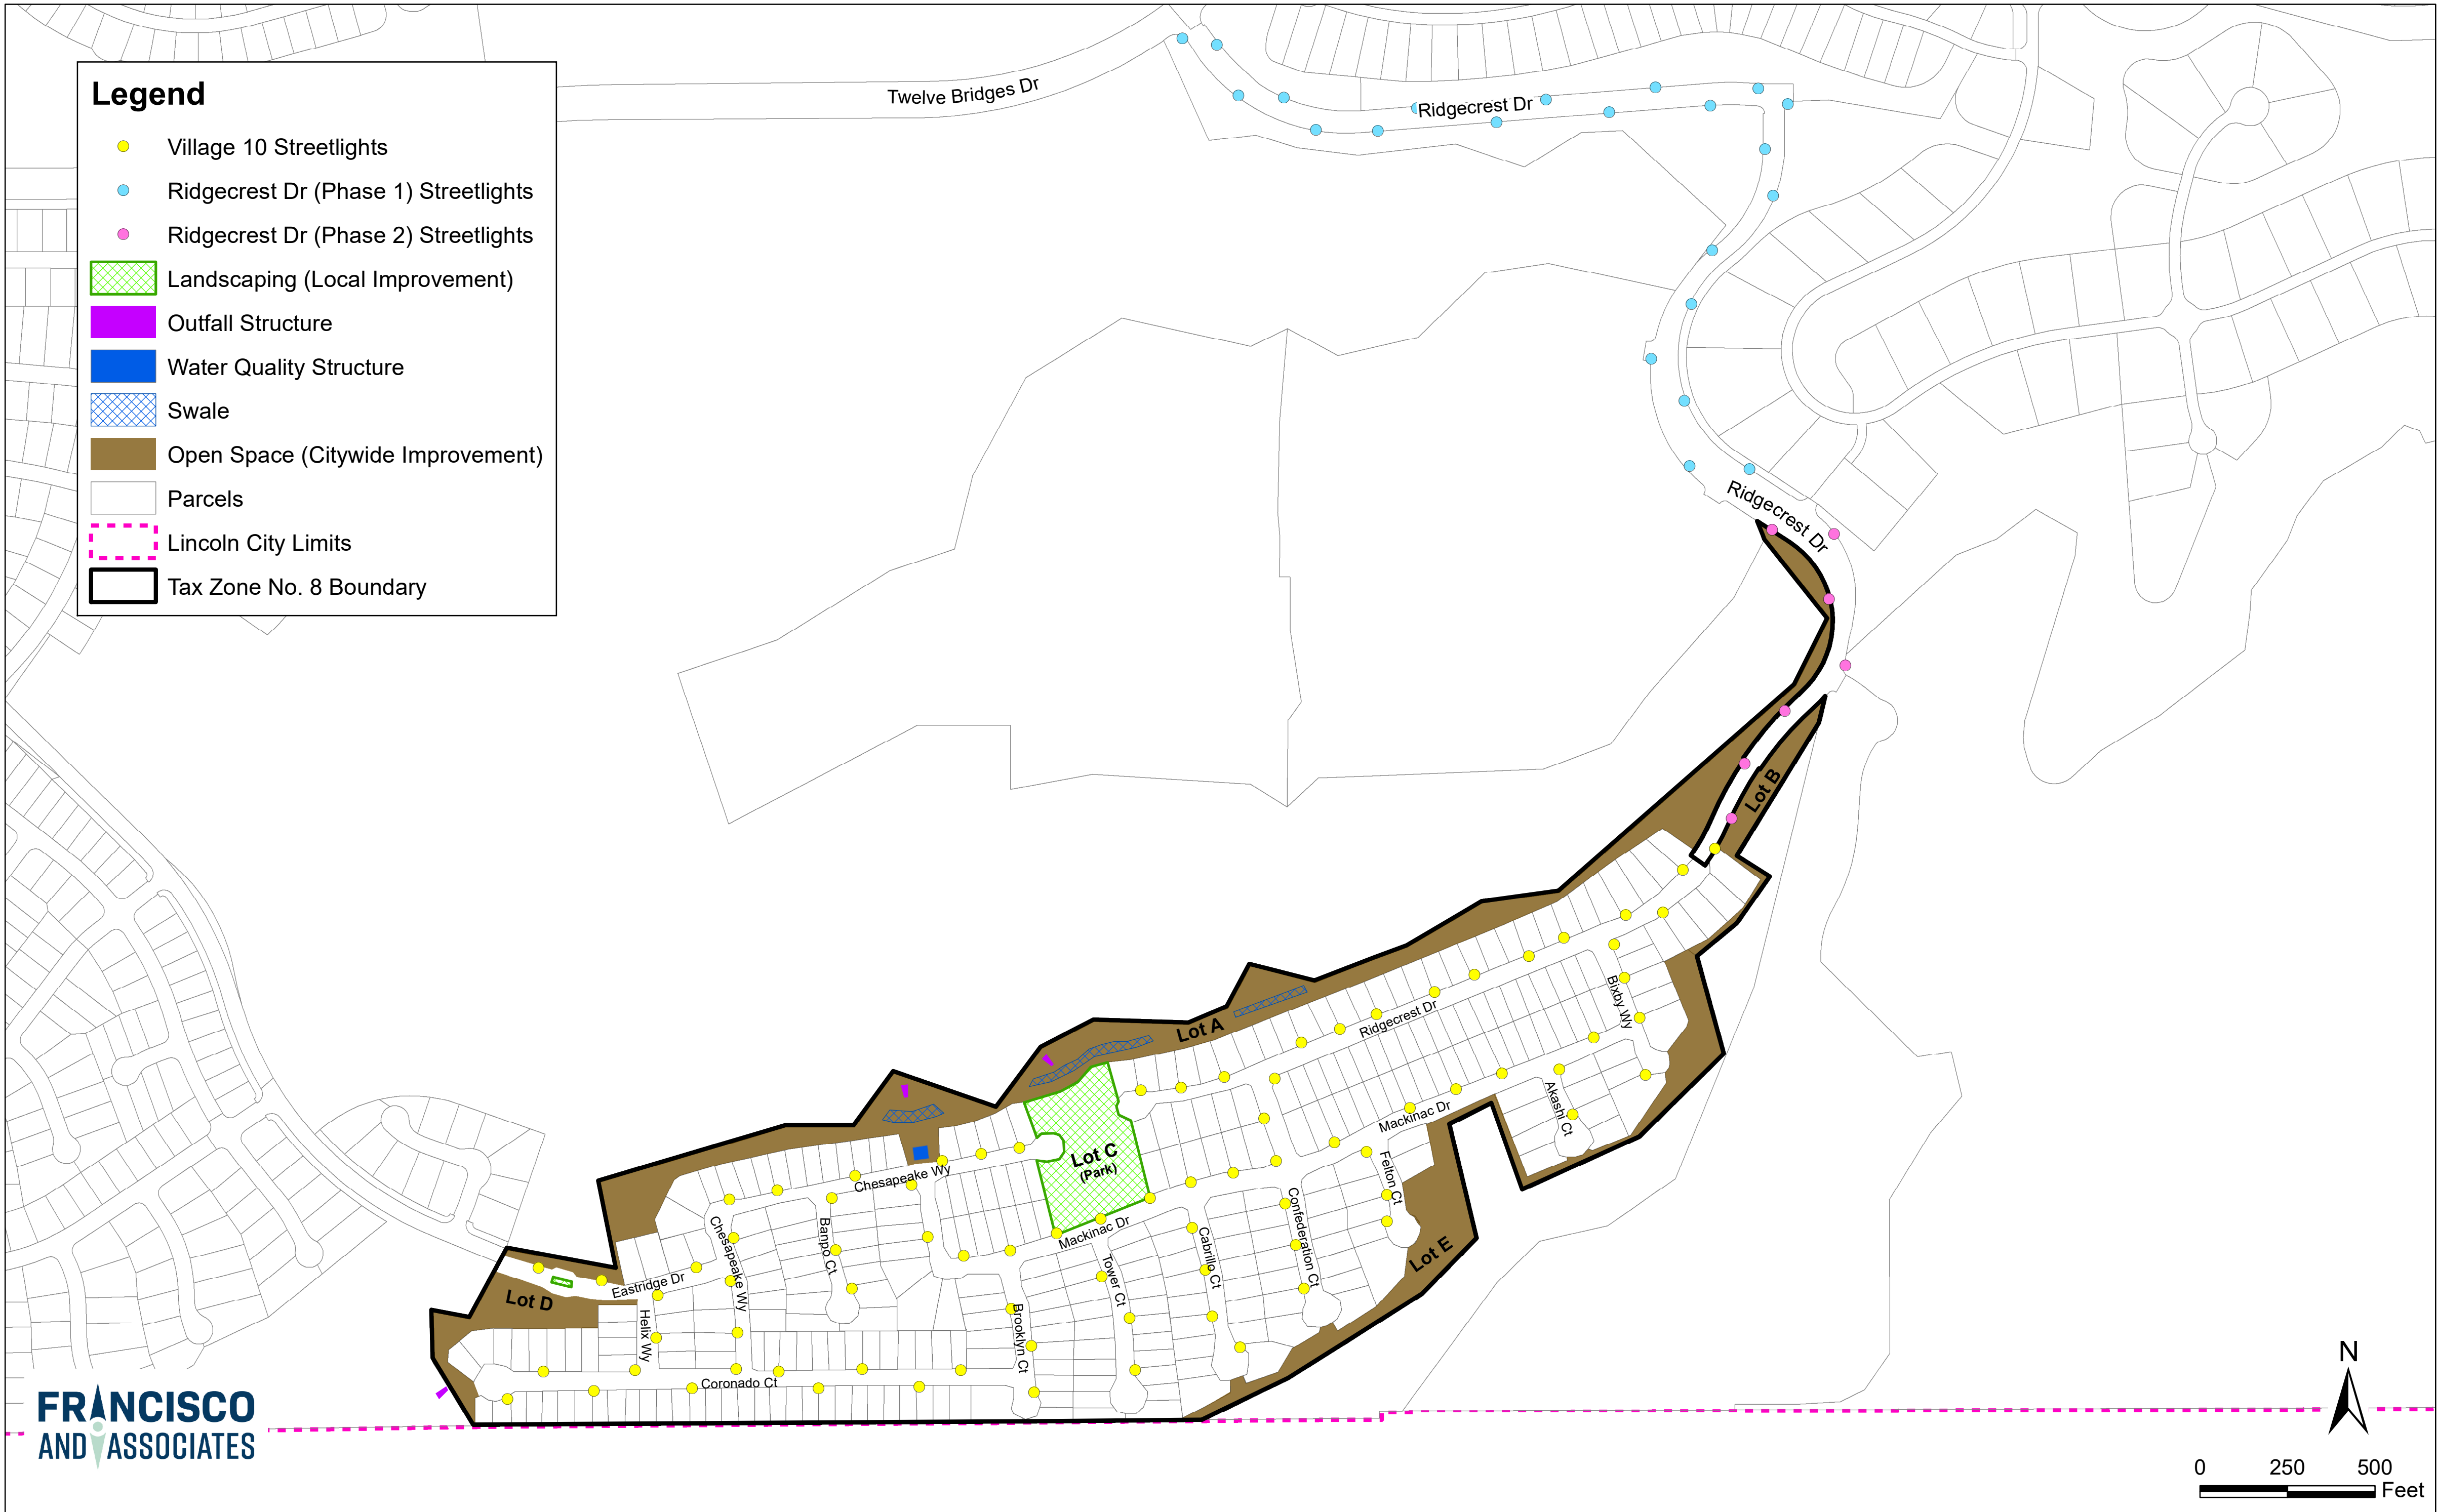 Legend
Village 10 Streetlights
Ridgecrest Dr (Phase 1) Streetlights
Ridgecrest Dr (Phase 2) Streetlights
Landscaping (Local Improvement)
Outfall Structure
Water Quality Structure
Swale
Open Space (Citywide Improvement)
Parcels
Lincoln City Limits
Tax Zone No. 8 Boundary
Twelve Bridges Dr
Ridgecrest Dr
Ridgecrest Dr
Lot B
Bixby Wy
Ridgecrest Dr
Lot A
Akashi Ct
Mackinac Dr
Lot C
(Park)
Chesapeake Wy
Felton Ct
Confederation Ct
Mackinac Dr
Chesapeake Wy
Banpo Ct
Cabrillo Ct
Tower Ct
Lot E
Eastridge Dr
Lot D
Helix Wy
Brooklyn Ct
Coronado Ct
FRANCISCO
AND ASSOCIATES
N
0 250 500
Feet